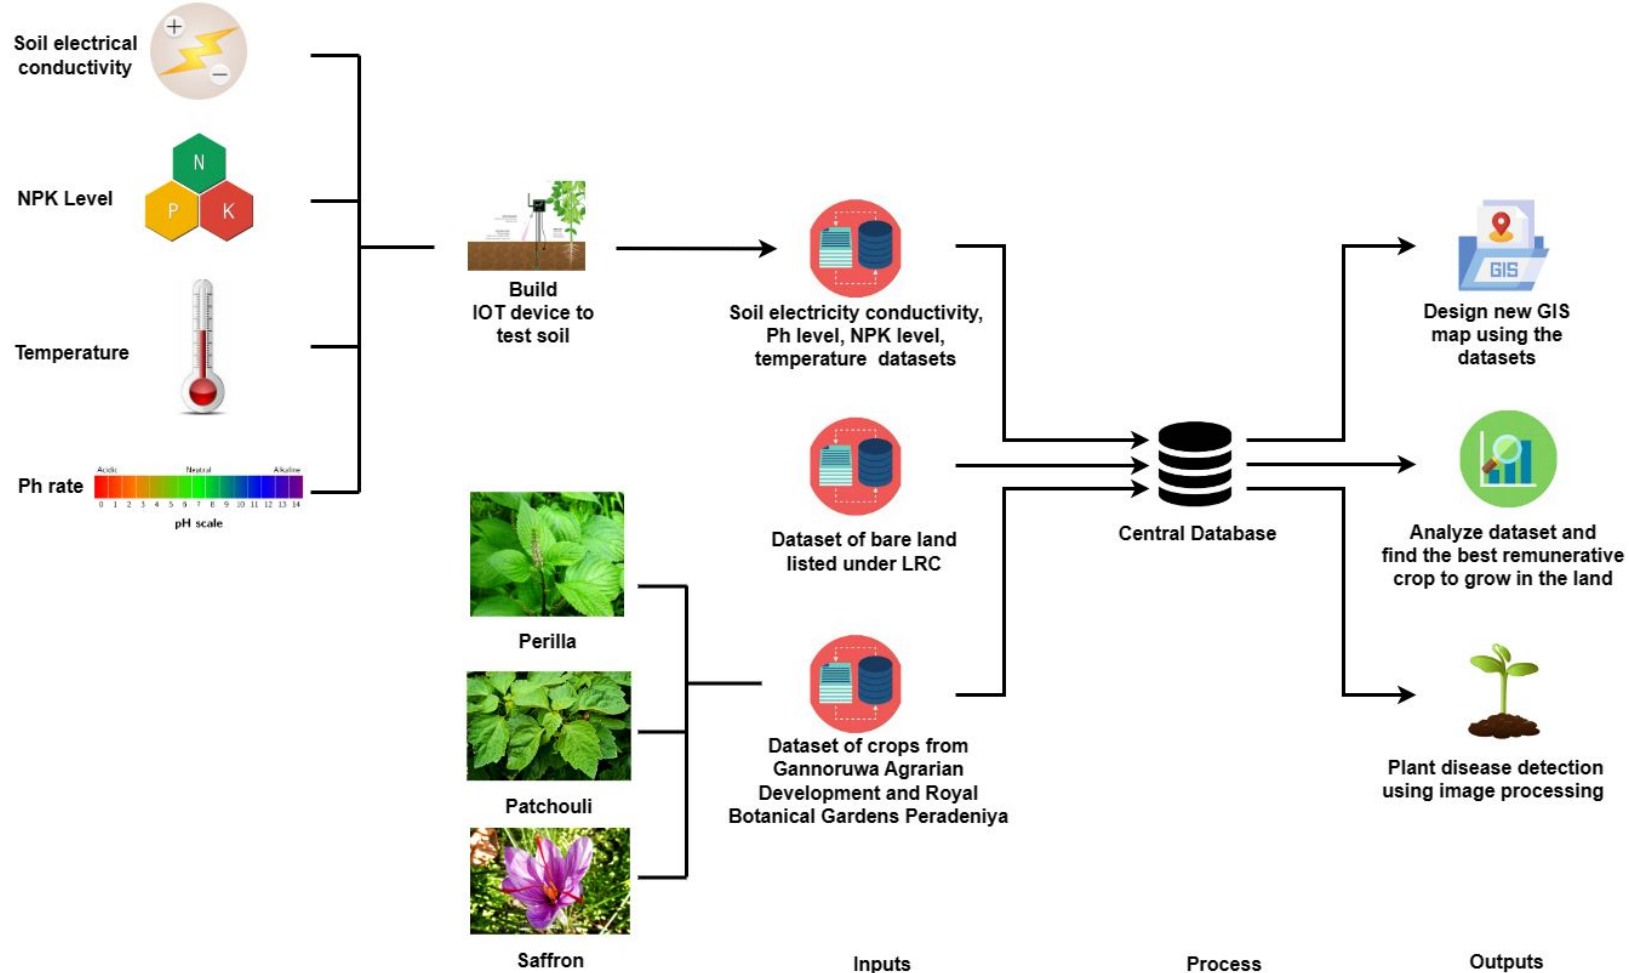 Soil electrical
conductivity
+
−
NPK Level
N
P
K
Temperature
Ph rate
Acidic Neutral Alkaline
0 1 2 3 4 5 6 7 8 9 10 11 12 13 14
pH scale
Build
IOT device to
test soil
Perilla
Patchouli
Saffron
Soil electricity conductivity,
Ph level, NPK level,
temperature datasets
Dataset of bare land
listed under LRC
Dataset of crops from
Gannoruwa Agrarian
Development and Royal
Botanical Gardens Peradeniya
Inputs
Central Database
Process
GIS
Design new GIS
map using the
datasets
Analyze dataset and
find the best remunerative
crop to grow in the land
Plant disease detection
using image processing
Outputs